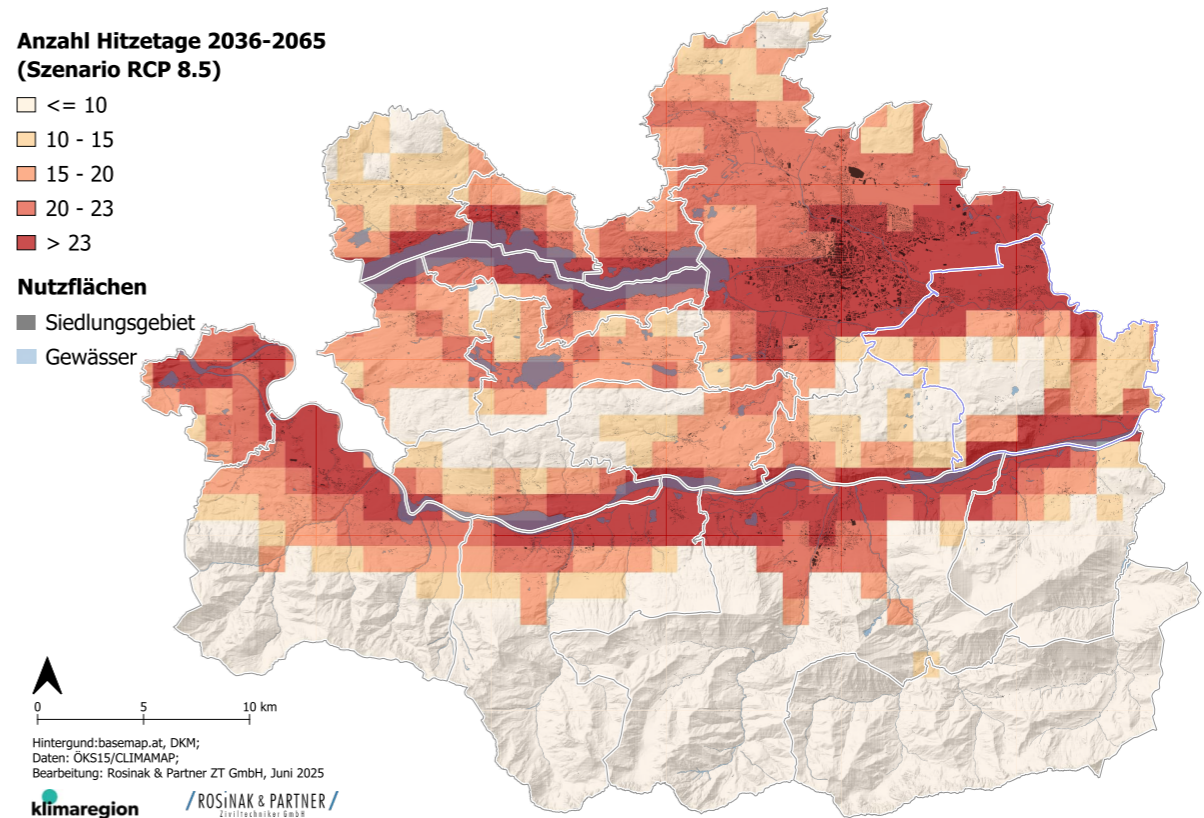 Anzahl Hitzetage 2036-2065
(Szenario RCP 8.5)
<= 10
10 - 15
15 - 20
20 - 23
> 23
Nutzflächen
Siedlungsgebiet
Gewässer
0 5 10 km
Hintergund:basemap.at, DKM;
Daten: ÖKS15/CLIMAMAP;
Bearbeitung: Rosinak & Partner ZT GmbH, Juni 2025
klimaregion
/ROSiNAK & PARTNER/
Ziviltechniker GmbH